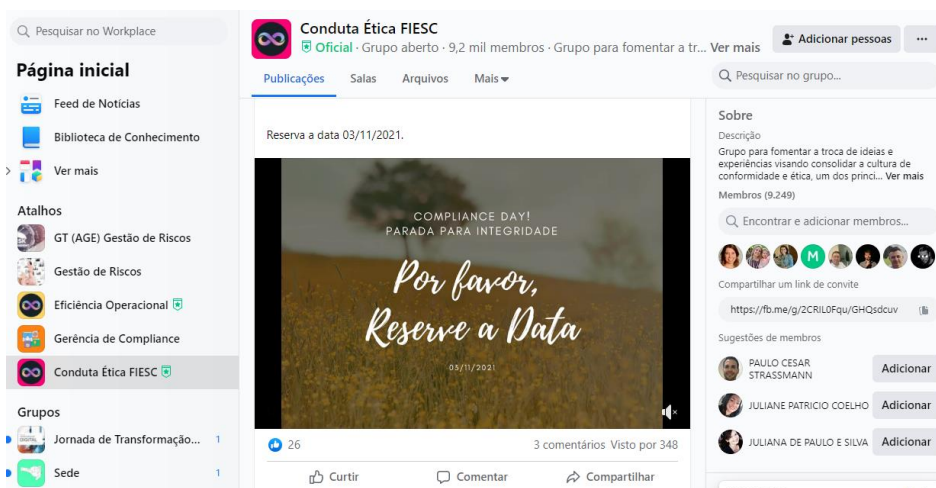 Pesquisar no Workplace
Página inicial
Feed de Notícias
Biblioteca de Conhecimento
Ver mais
Atalhos
GT (AGE) Gestão de Riscos
Gestão de Riscos
Eficiência Operacional
Gerência de Compliance
Conduta Ética FIESC
Grupos
Jornada de Transformação... 1
Sede 1
Conduta Ética FIESC
Oficial · Grupo aberto · 9,2 mil membros · Grupo para fomentar a tr... Ver mais
Adicionar pessoas
...
Publicações Salas Arquivos Mais
Pesquisar no grupo...
Reserva a data 03/11/2021.
COMPLIANCE DAY!
PARADA PARA INTEGRIDADE
Por favor,
Reserve a Data
03/11/2021
26
3 comentários Visto por 348
Curtir Comentar Compartilhar
Sobre
Descrição
Grupo para fomentar a troca de ideias e
experiências visando consolidar a cultura de
conformidade e ética, um dos princi... Ver mais
Membros (9.249)
Encontrar e adicionar membros...
M
Compartilhar um link de convite
https://fb.me/g/2CRIL0Fqu/GHQsdcuv
Sugestões de membros
PAULO CESAR
STRASSMANN
Adicionar
JULIANE PATRICIO COELHO Adicionar
JULIANA DE PAULO E SILVA Adicionar